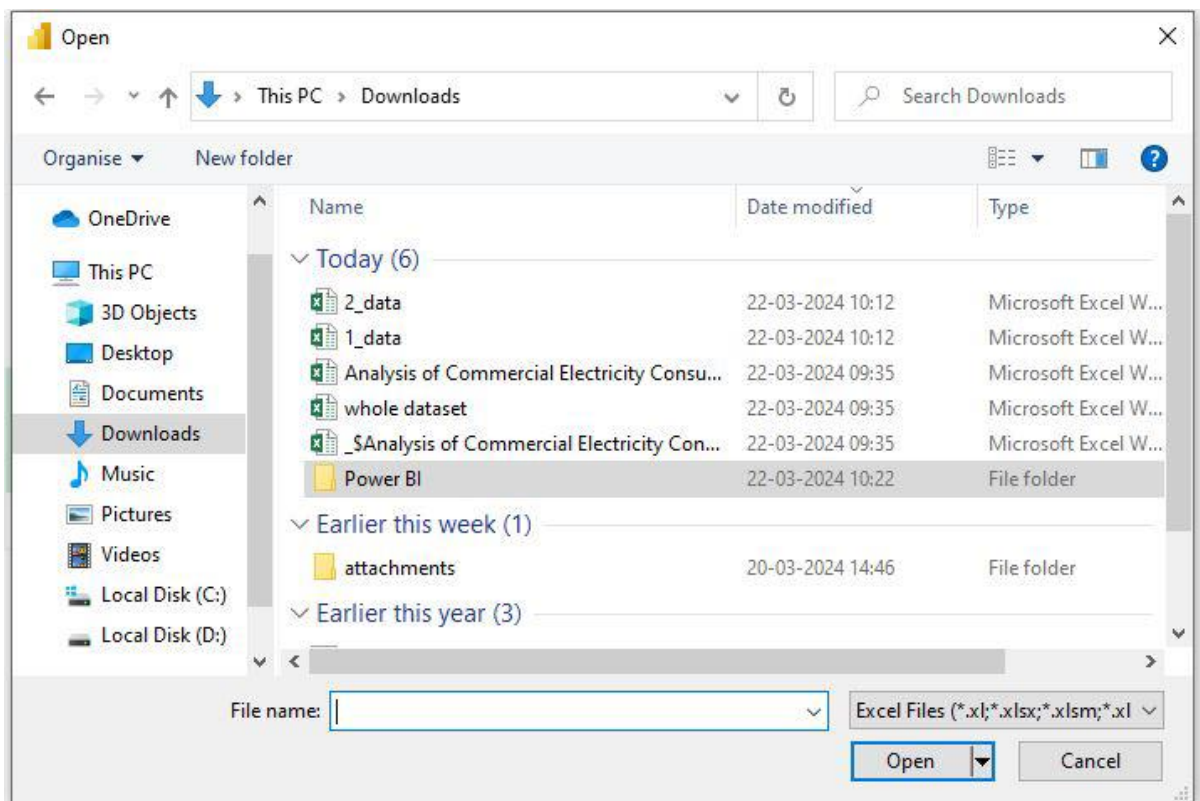 Open
This PC > Downloads
Search Downloads
Organise
New folder
OneDrive
This PC
3D Objects
Desktop
Documents
Downloads
Music
Pictures
Videos
Local Disk (C:)
Local Disk (D:)
Name Date modified Type
Today (6)
2_data 22-03-2024 10:12 Microsoft Excel W...
1_data 22-03-2024 10:12 Microsoft Excel W...
Analysis of Commercial Electricity Consu... 22-03-2024 09:35 Microsoft Excel W...
whole dataset 22-03-2024 09:35 Microsoft Excel W...
_$Analysis of Commercial Electricity Con... 22-03-2024 09:35 Microsoft Excel W...
Power BI 22-03-2024 10:22 File folder
Earlier this week (1)
attachments 20-03-2024 14:46 File folder
Earlier this year (3)
File name:
Excel Files (*.xl;*.xlsx;*.xlsm;*.xl
Open
Cancel